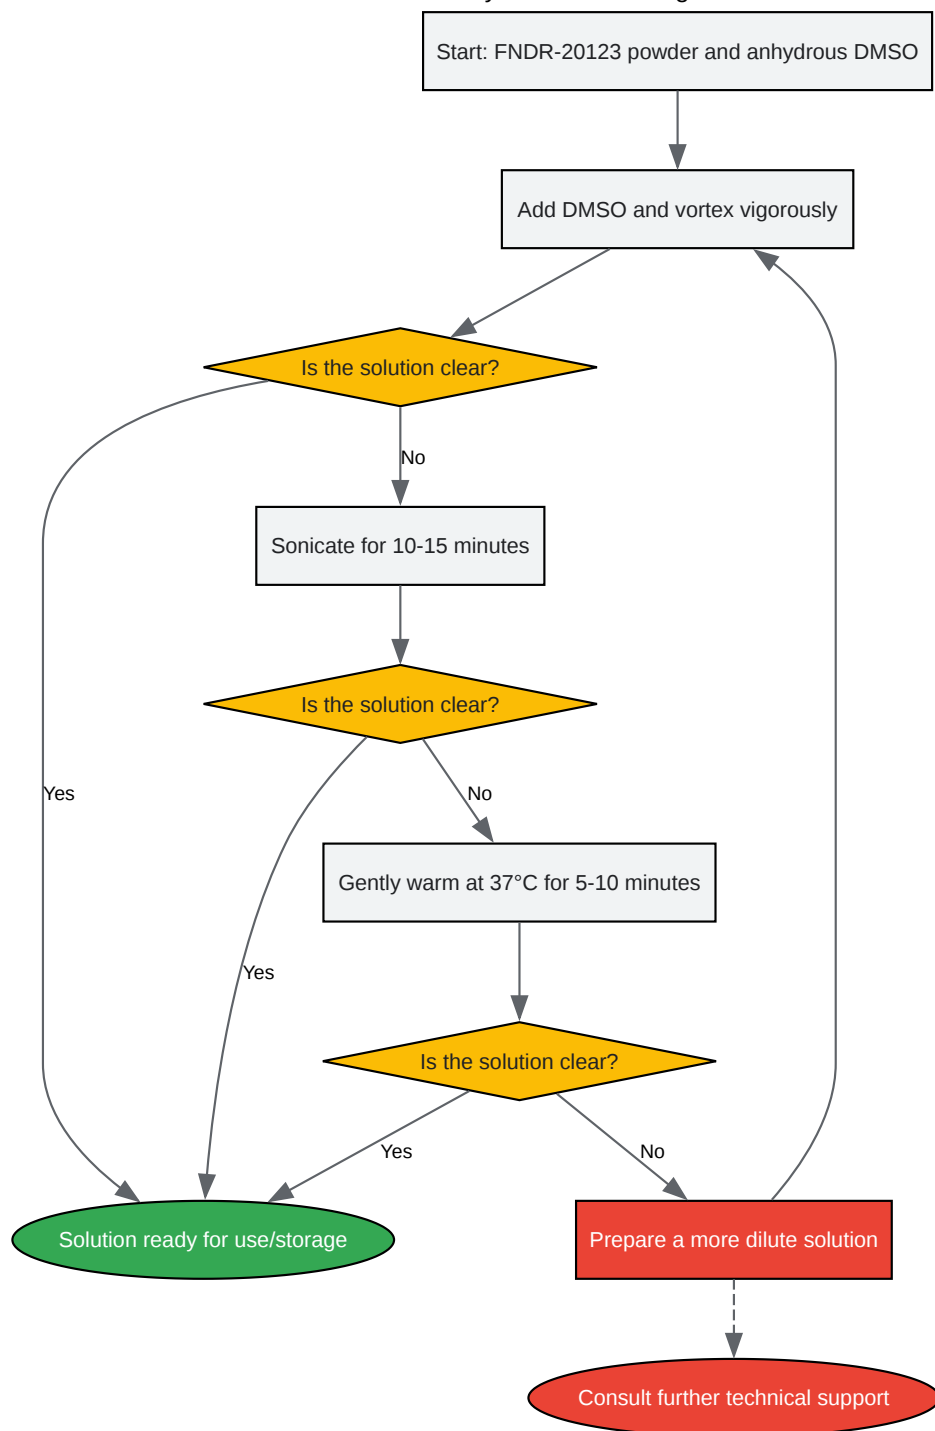 Start: FNDR-20123 powder and anhydrous DMSO
Add DMSO and vortex vigorously
Is the solution clear?
No
Sonicate for 10-15 minutes
Is the solution clear?
Yes
No
Gently warm at 37°C for 5-10 minutes
Yes
Is the solution clear?
Yes
No
Solution ready for use/storage
Prepare a more dilute solution
Consult further technical support